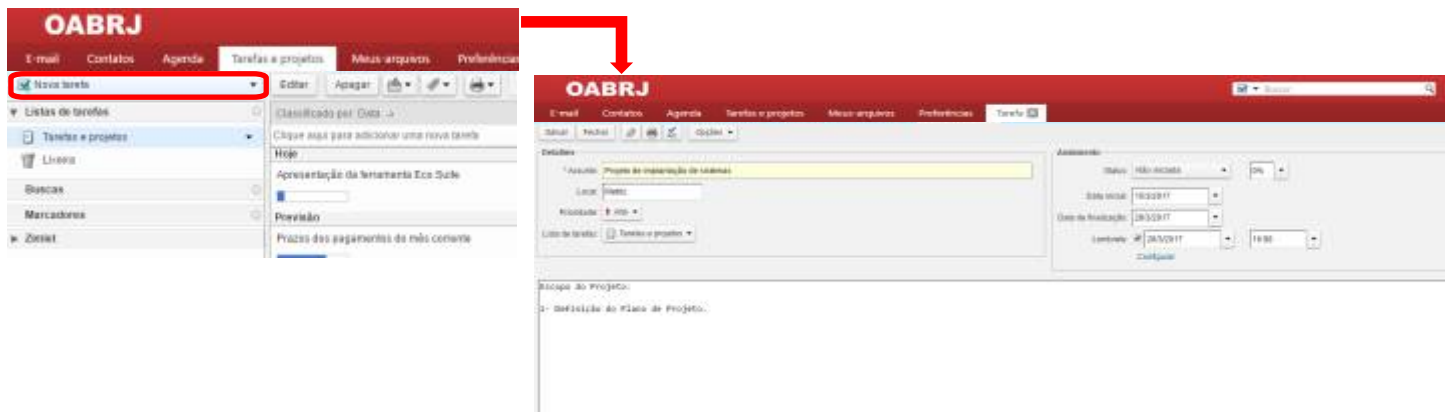 OABRJ
E-mail Contatos Agenda Tarefas e projetos Meus arquivos Preferências
Nova tarefa
Editar Apagar
Listas de tarefas
Tarefas e projetos
Lixeira
Buscas
Marcadores
Zimlet
Classificado por: Data
Clique aqui para adicionar uma nova tarefa
Hoje
Apresentação da ferramenta Eco Suite
Previsão
Prazos dos pagamentos do mês corrente
OABRJ
Buscar
E-mail Contatos Agenda Tarefas e projetos Meus arquivos Preferências Tarefa
Salvar Fechar Opções
Detalhes
* Assunto: Projeto de implantação de sistemas
Local:
Prioridade: Alta
Lista de tarefas: Tarefas e projetos
Andamento
Status: Não iniciada 0%
Data inicial:
Data de finalização:
Lembrete:
Configurar
Escopo do Projeto.
1- Definição do Plano de Projeto.